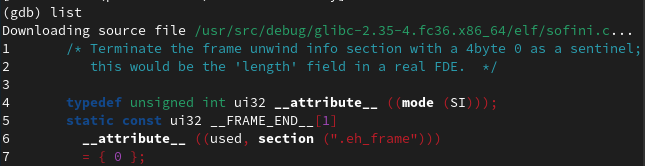 (gdb) list
Downloading source file /usr/src/debug/glibc-2.35-4.fc36.x86_64/elf/sofini.c...
1       /* Terminate the frame unwind info section with a 4byte 0 as a sentinel;
2          this would be the 'length' field in a real FDE.  */
3
4       typedef unsigned int ui32 __attribute__ ((mode (SI)));
5       static const ui32 __FRAME_END__[1]
6         __attribute__ ((used, section (".eh_frame")))
7         = { 0 };